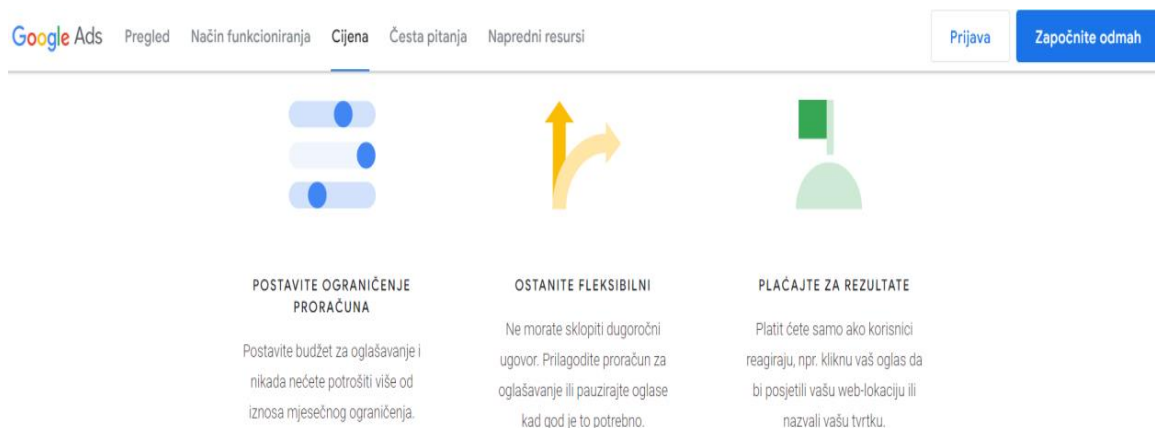 Google Ads Pregled Način funkcioniranja Cijena Česta pitanja Napredni resursi Prijava Započnite odmah
POSTAVITE OGRANIČENJE
PRORAČUNA
Postavite budžet za oglašavanje i
nikada nećete potrošiti više od
iznosa mjesečnog ograničenja.
OSTANITE FLEKSIBILNI
Ne morate sklopiti dugoročni
ugovor. Prilagodite proračun za
oglašavanje ili pauzirajte oglase
kad god je to potrebno.
PLAĆAJTE ZA REZULTATE
Platit ćete samo ako korisnici
reagiraju, npr. kliknu vaš oglas da
bi posjetili vašu web-lokaciju ili
nazvali vašu tvrtku.